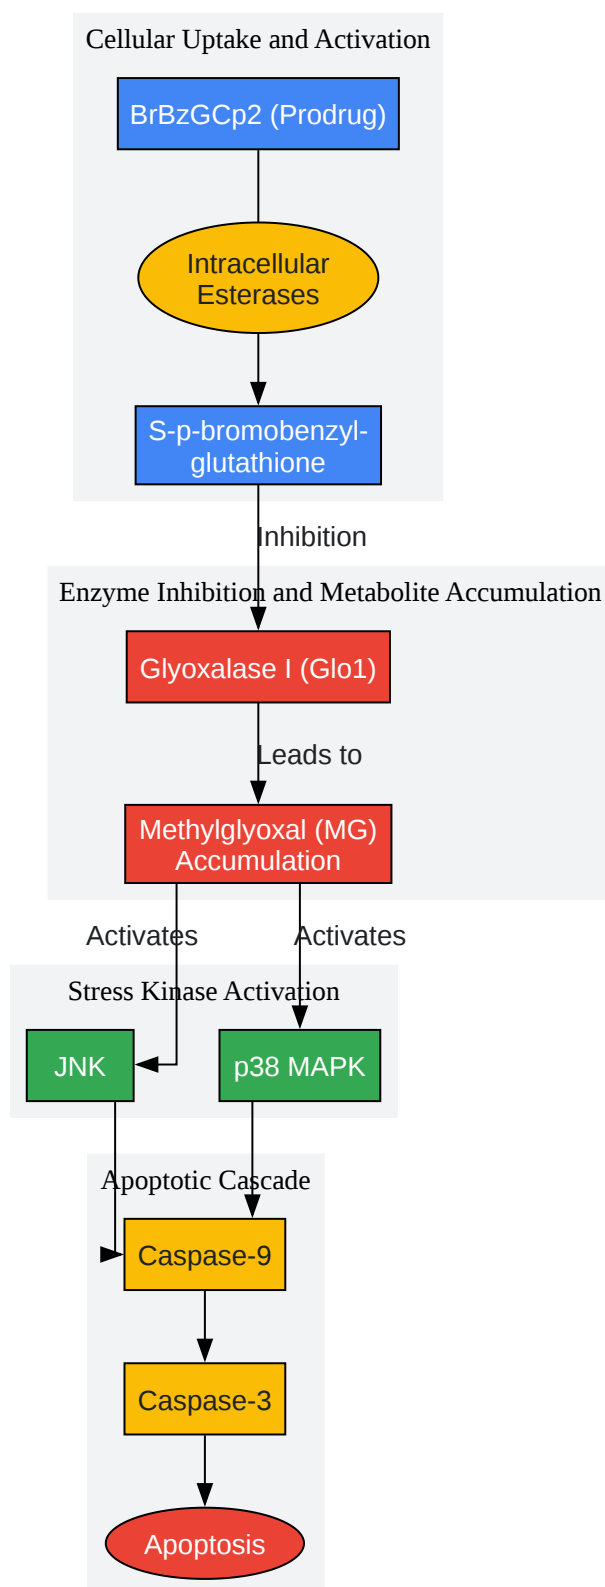 Cellular Uptake and Activation
BrBzGCp2 (Prodrug)
Intracellular
Esterases
S-p-bromobenzyl-
glutathione
Inhibition
Enzyme Inhibition and Metabolite Accumulation
Glyoxalase I (Glo1)
Leads to
Methylglyoxal (MG)
Accumulation
Activates
Activates
Stress Kinase Activation
JNK
p38 MAPK
Apoptotic Cascade
Caspase-9
Caspase-3
Apoptosis